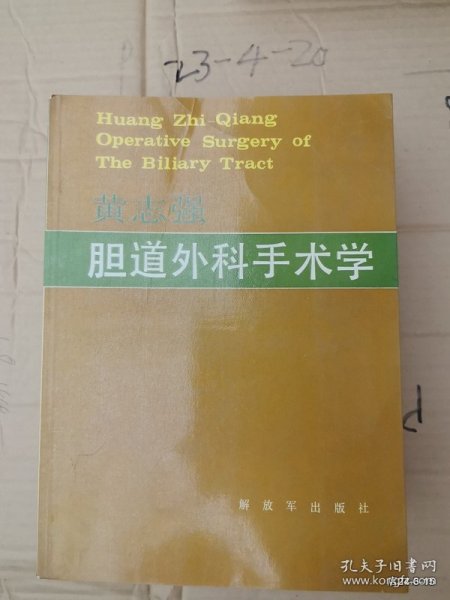 23-4-20
Huang Zhi-Qiang
Operative Surgery of
The Biliary Tract
黄志强
胆道外科手术学
解放军出版社
孔夫子旧书网